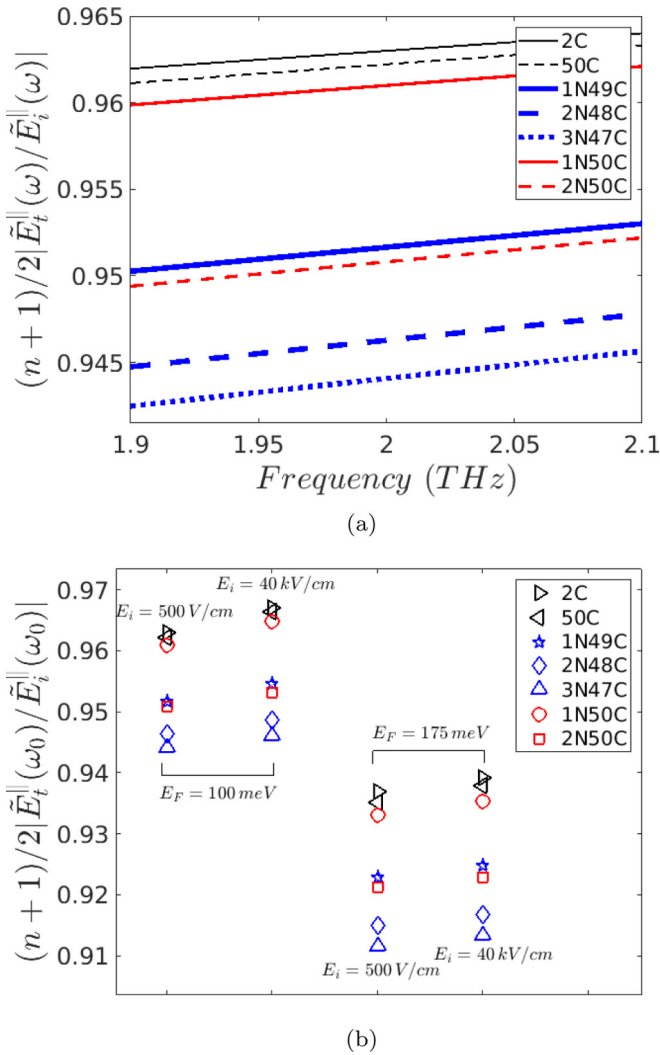 0.965
0.96
0.955
0.95
0.945
(n + 1)/2|Ẽ_t^∥(ω)/Ẽ_i^∥(ω)|
2C
50C
1N49C
2N48C
3N47C
1N50C
2N50C
1.9
1.95
2
2.05
2.1
Frequency (THz)
(a)
0.97
0.96
0.95
0.94
0.93
0.92
0.91
(n + 1)/2|Ẽ_t^∥(ω_0)/Ẽ_i^∥(ω_0)|
E_i = 40 kV/cm
E_i = 500 V/cm
2C
50C
1N49C
2N48C
3N47C
1N50C
2N50C
E_F = 175 meV
E_F = 100 meV
E_i = 40 kV/cm
E_i = 500 V/cm
(b)